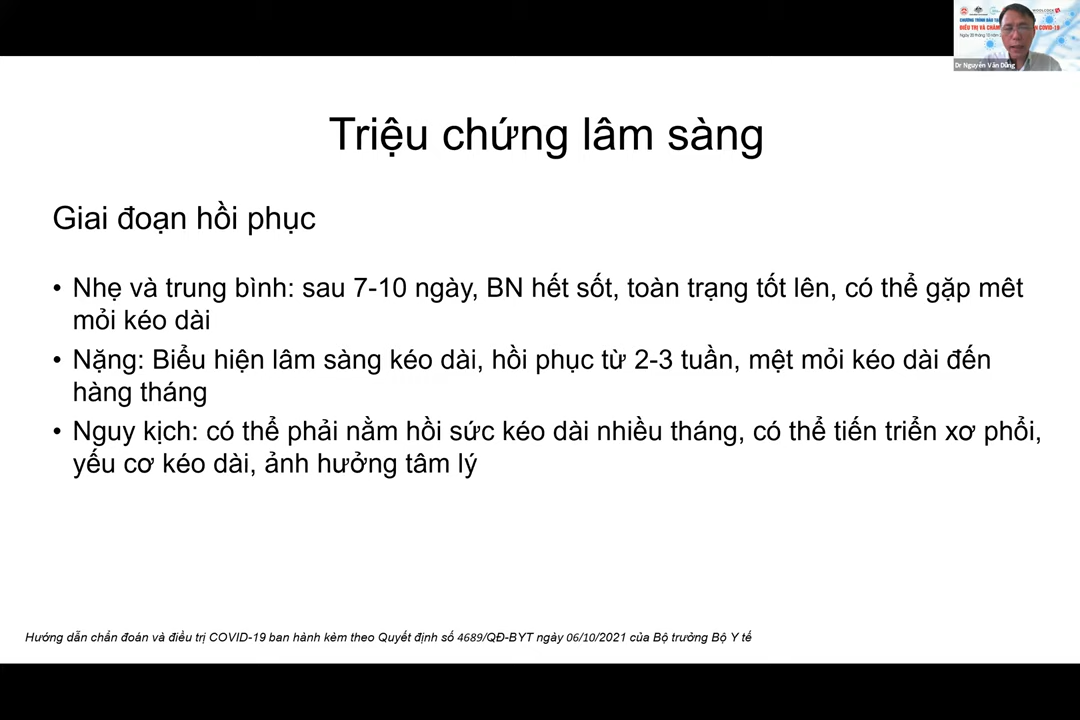 Dr Nguyễn Văn Dũng
Triệu chứng lâm sàng
Giai đoạn hồi phục
• Nhẹ và trung bình: sau 7-10 ngày, BN hết sốt, toàn trạng tốt lên, có thể gặp mêt
mỏi kéo dài
• Nặng: Biểu hiện lâm sàng kéo dài, hồi phục từ 2-3 tuần, mệt mỏi kéo dài đến
hàng tháng
• Nguy kịch: có thể phải nằm hồi sức kéo dài nhiều tháng, có thể tiến triển xơ phổi,
yếu cơ kéo dài, ảnh hưởng tâm lý
Hướng dẫn chẩn đoán và điều trị COVID-19 ban hành kèm theo Quyết định số 4689/QĐ-BYT ngày 06/10/2021 của Bộ trưởng Bộ Y tế